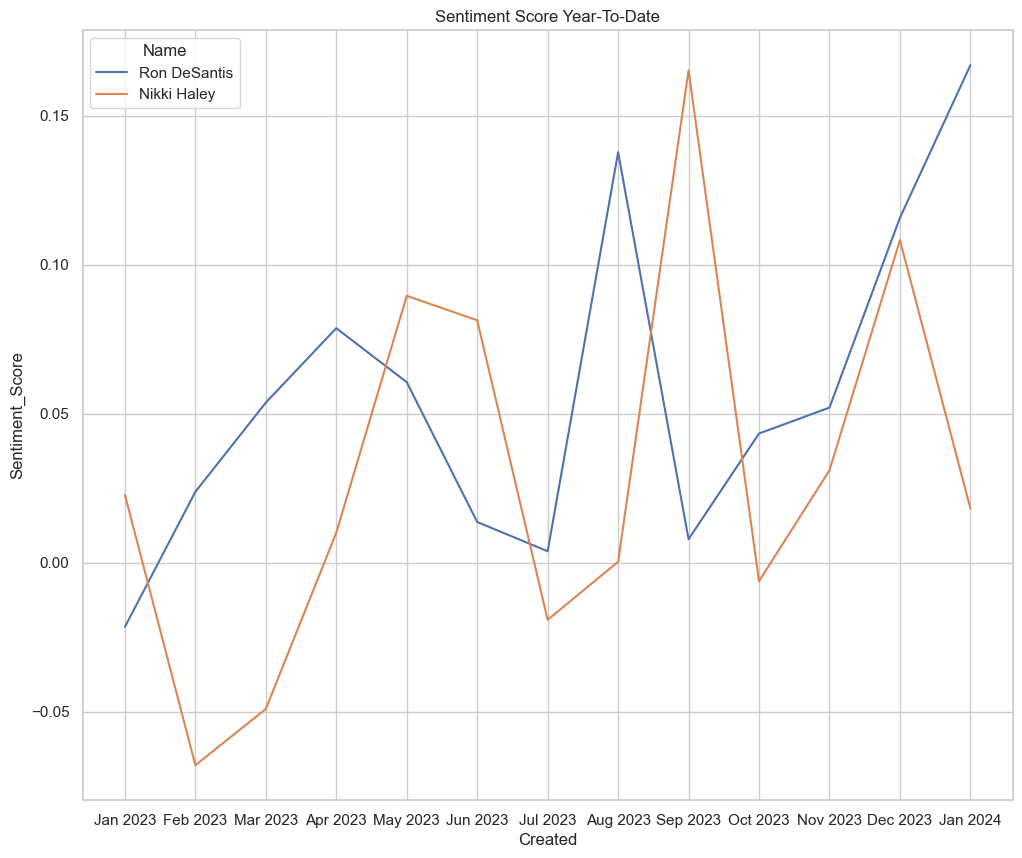 Sentiment Score Year-To-Date
Name
Ron DeSantis
Nikki Haley
Sentiment_Score
0.15
0.10
0.05
0.00
−0.05
Jan 2023 Feb 2023 Mar 2023 Apr 2023 May 2023 Jun 2023 Jul 2023 Aug 2023 Sep 2023 Oct 2023 Nov 2023 Dec 2023 Jan 2024
Created